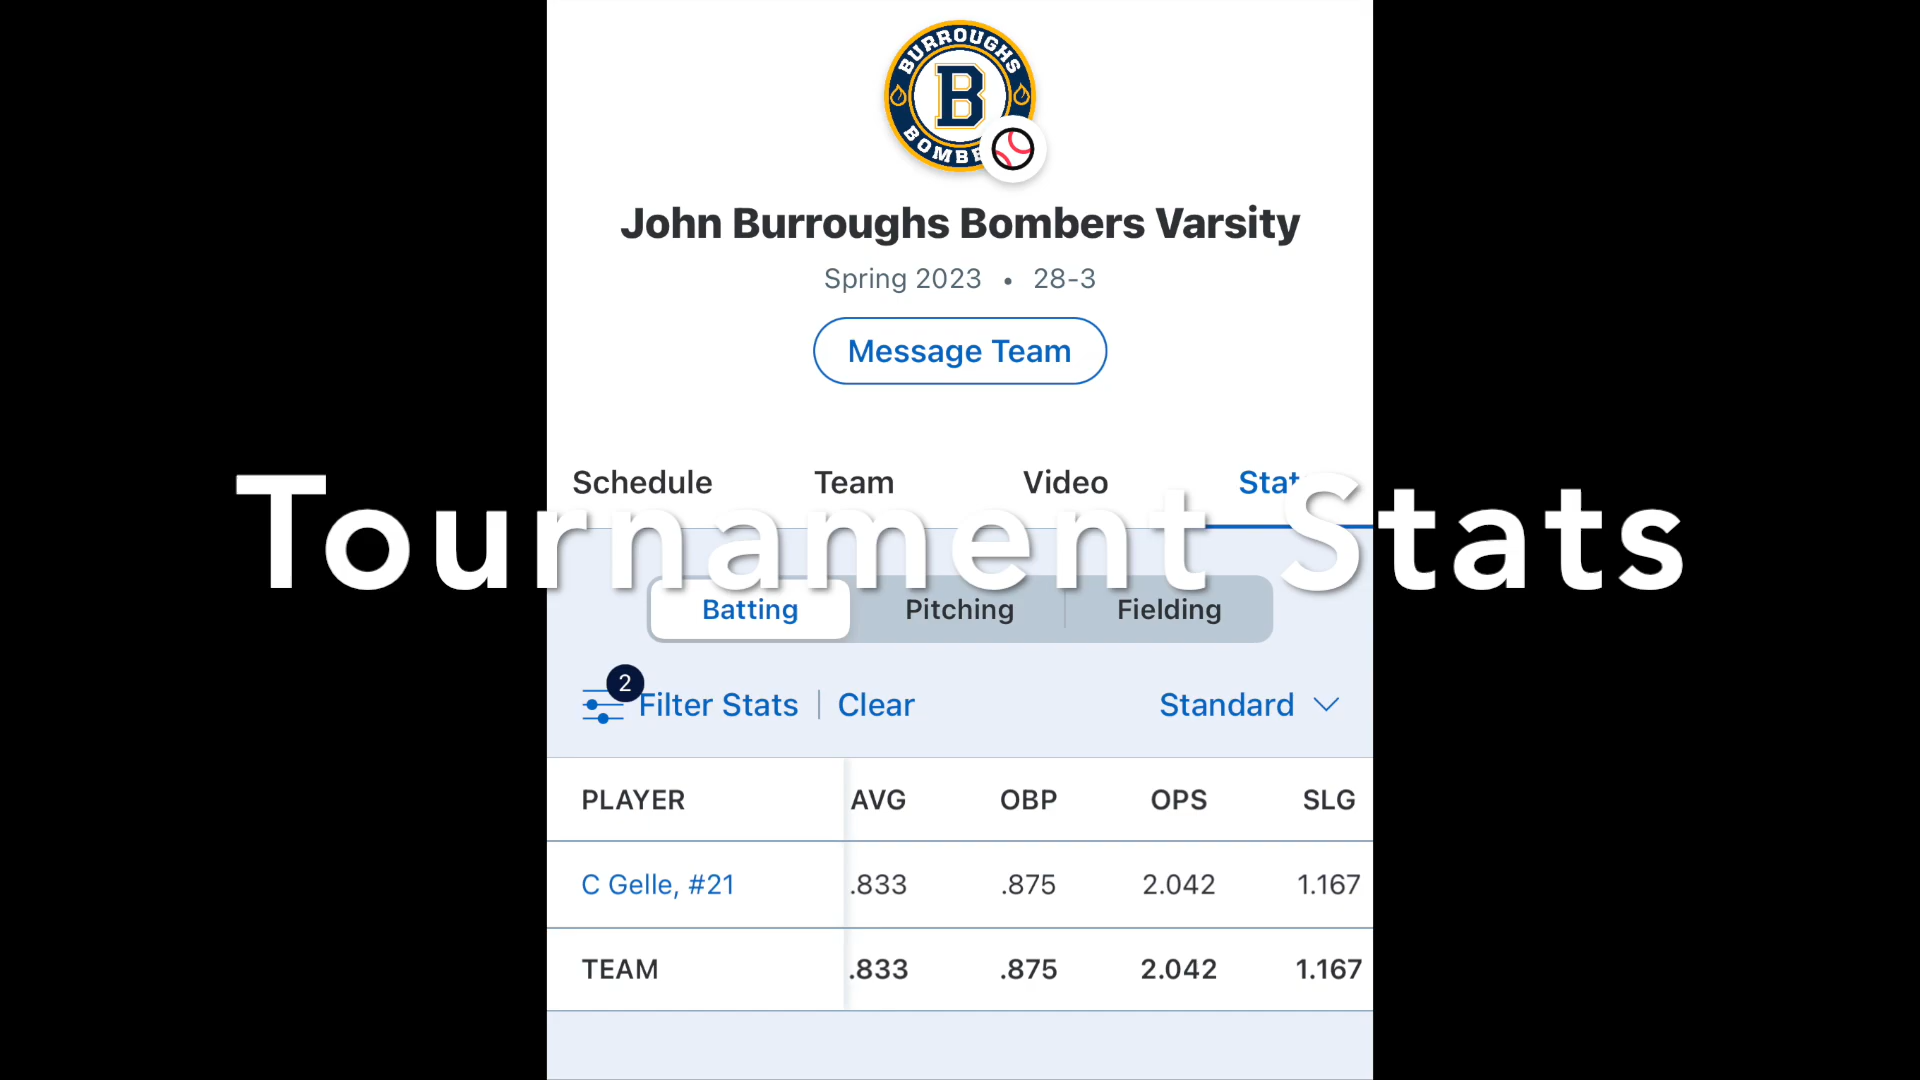 BURROUGHS
B
John Burroughs Bombers Varsity
Spring 2023 • 28-3
Message Team
Schedule Team Video
Tournament Stats
Batting Pitching Fielding
2
Filter Stats | Clear Standard
PLAYER AVG OBP OPS SLG
C Gelle, #21 .833 .875 2.042 1.167
TEAM .833 .875 2.042 1.167